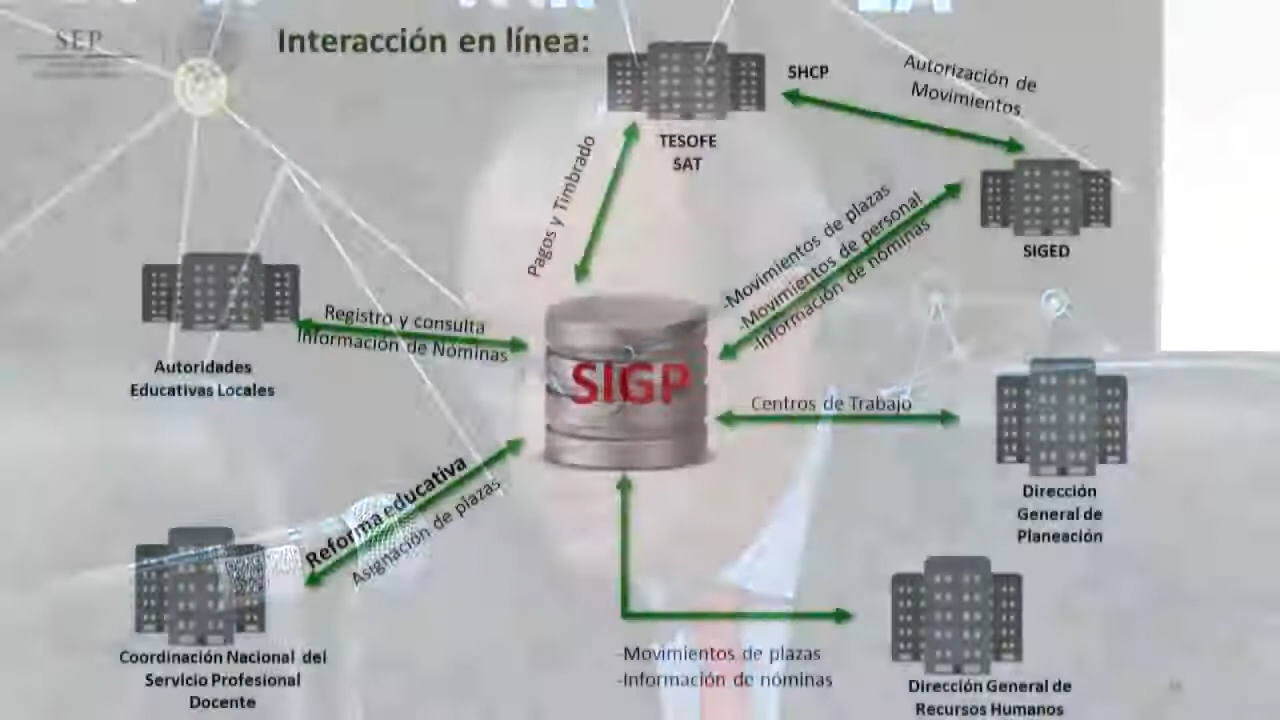 SEP
Interacción en línea:
SHCP
Autorización de
Movimientos
TESOFE
SAT
Pagos y Timbrado
SIGED
-Movimientos de plazas
-Movimientos de personal
-Información de nóminas
Registro y consulta
Información de Nóminas
Autoridades
Educativas Locales
SIGP
Centros de Trabajo
Dirección
General de
Planeación
Reforma educativa
Asignación de plazas
Coordinación Nacional del
Servicio Profesional
Docente
-Movimientos de plazas
-Información de nóminas
Dirección General de
Recursos Humanos